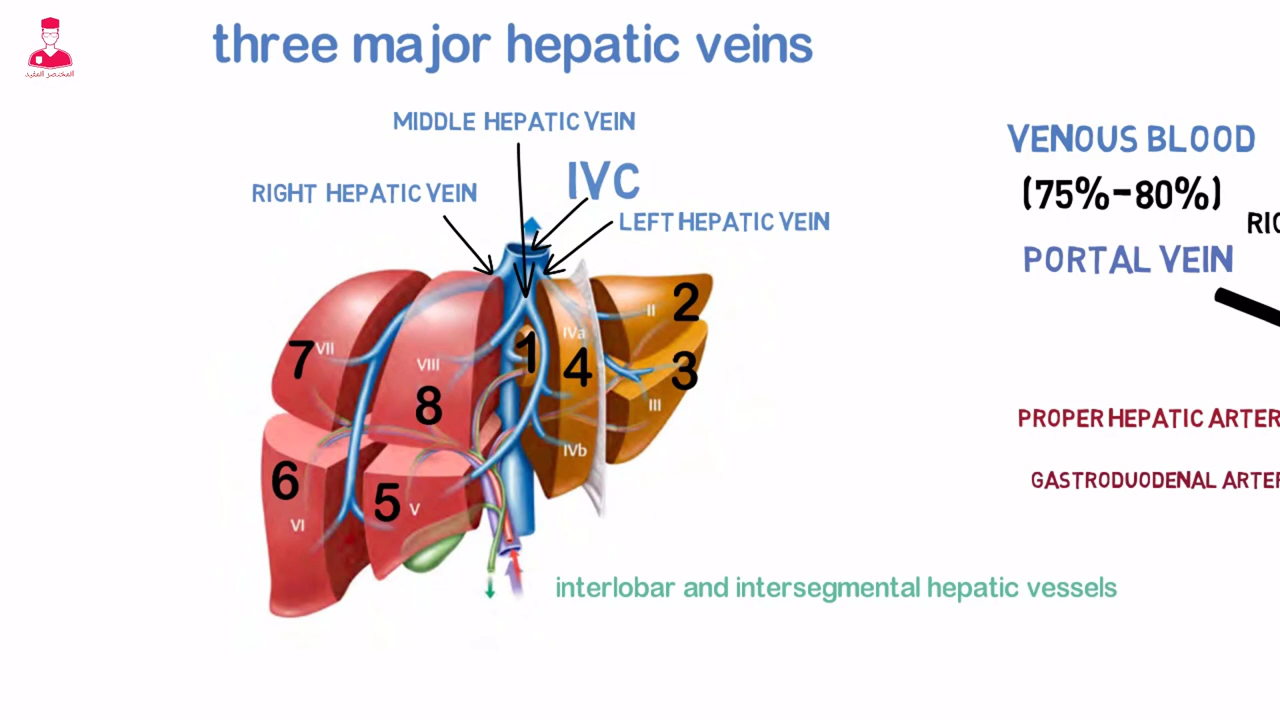 المختصر المفيد
three major hepatic veins
MIDDLE HEPATIC VEIN
IVC
RIGHT HEPATIC VEIN
LEFT HEPATIC VEIN
VENOUS BLOOD
(75%-80%)
PORTAL VEIN
PROPER HEPATIC ARTER
GASTRODUODENAL ARTER
VII
7
VIII
8
1
IVa
4
II
2
3
III
IVb
6
VI
5
V
interlobar and intersegmental hepatic vessels